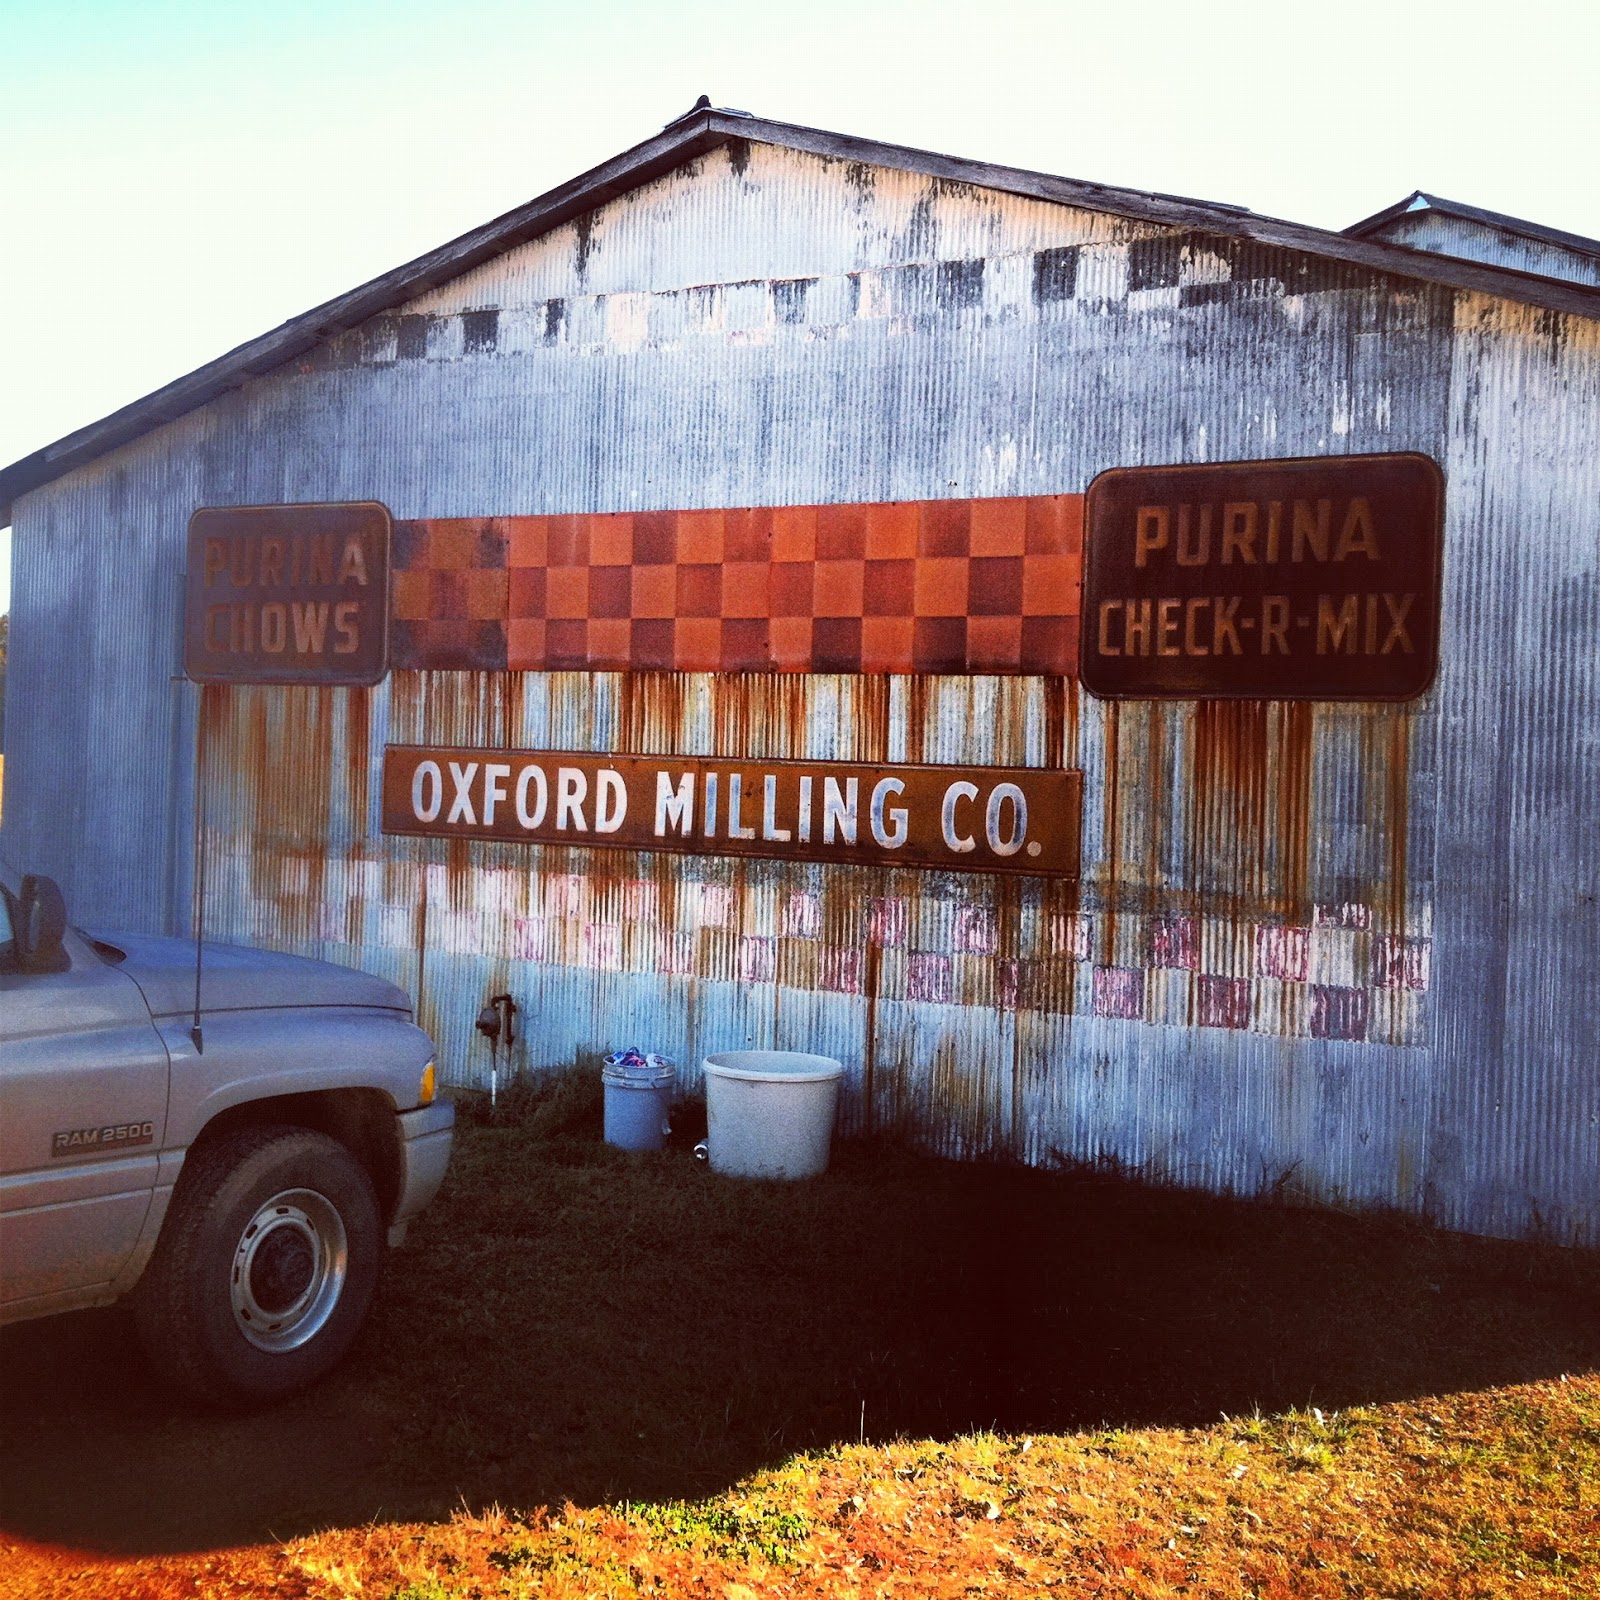 PURINA
CHOWS
PURINA
CHECK-R-MIX
OXFORD MILLING CO.
RAM 2500